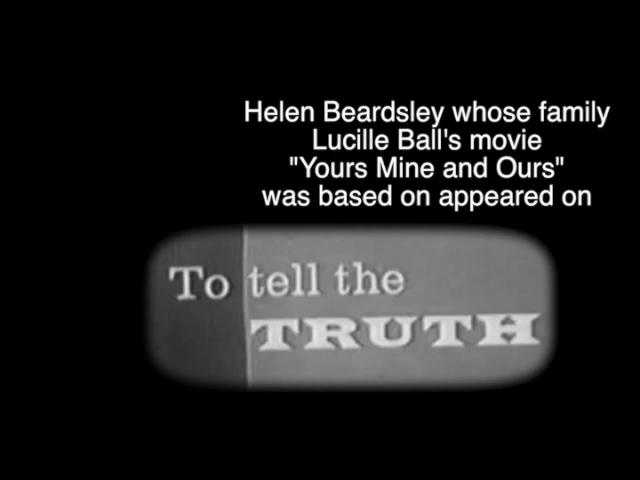 Helen Beardsley whose family
Lucille Ball's movie
"Yours Mine and Ours"
was based on appeared on
To tell the
TRUTH